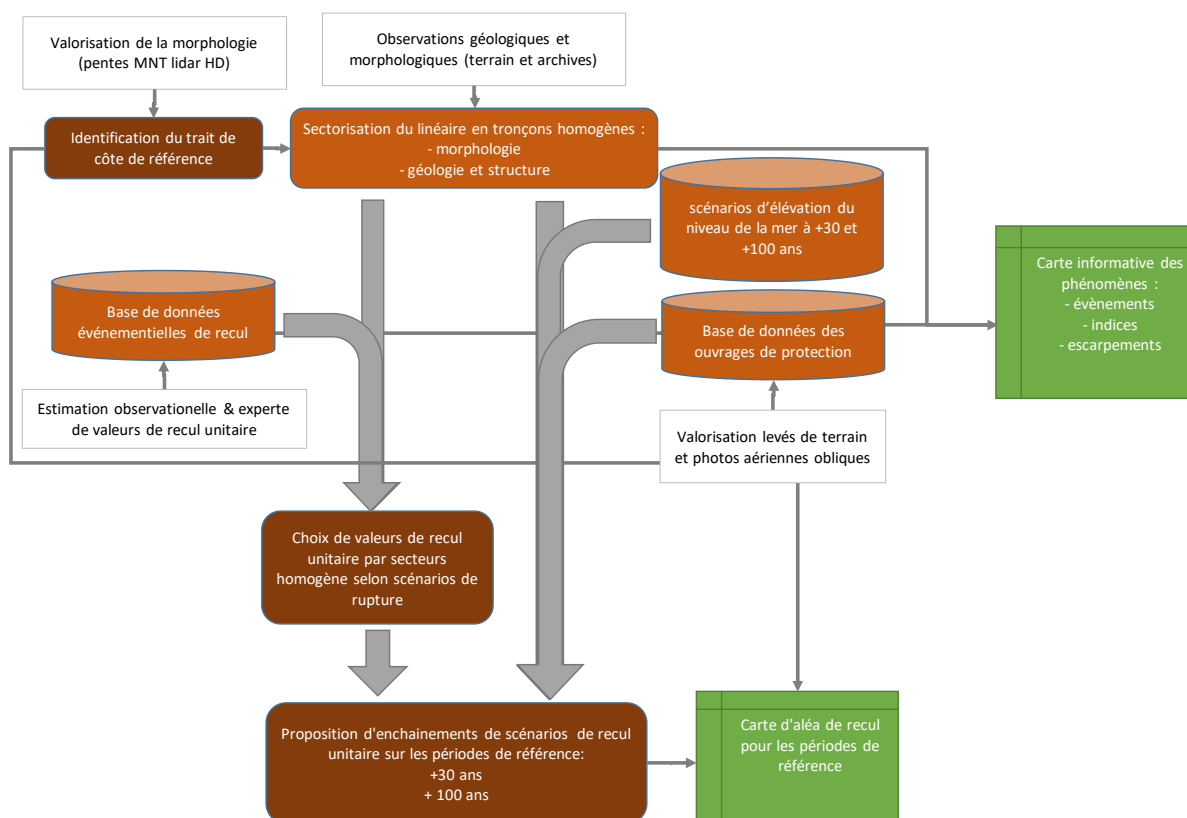 Valorisation de la morphologie
(pentes MNT lidar HD)
Observations géologiques et
morphologiques (terrain et archives)
Identification du trait de
côte de référence
Sectorisation du linéaire en tronçons homogènes :
- morphologie
- géologie et structure
scénarios d'élévation du
niveau de la mer à +30 et
+100 ans
Carte informative des
phénomènes :
- évènements
- indices
- escarpements
Base de données
événementielles de recul
Base de données des
ouvrages de protection
Estimation observationelle & experte
de valeurs de recul unitaire
Valorisation levés de terrain
et photos aériennes obliques
Choix de valeurs de recul
unitaire par secteurs
homogène selon scénarios de
rupture
Proposition d'enchainements de scénarios de recul
unitaire sur les périodes de référence:
+30 ans
+ 100 ans
Carte d'aléa de recul
pour les périodes de
référence